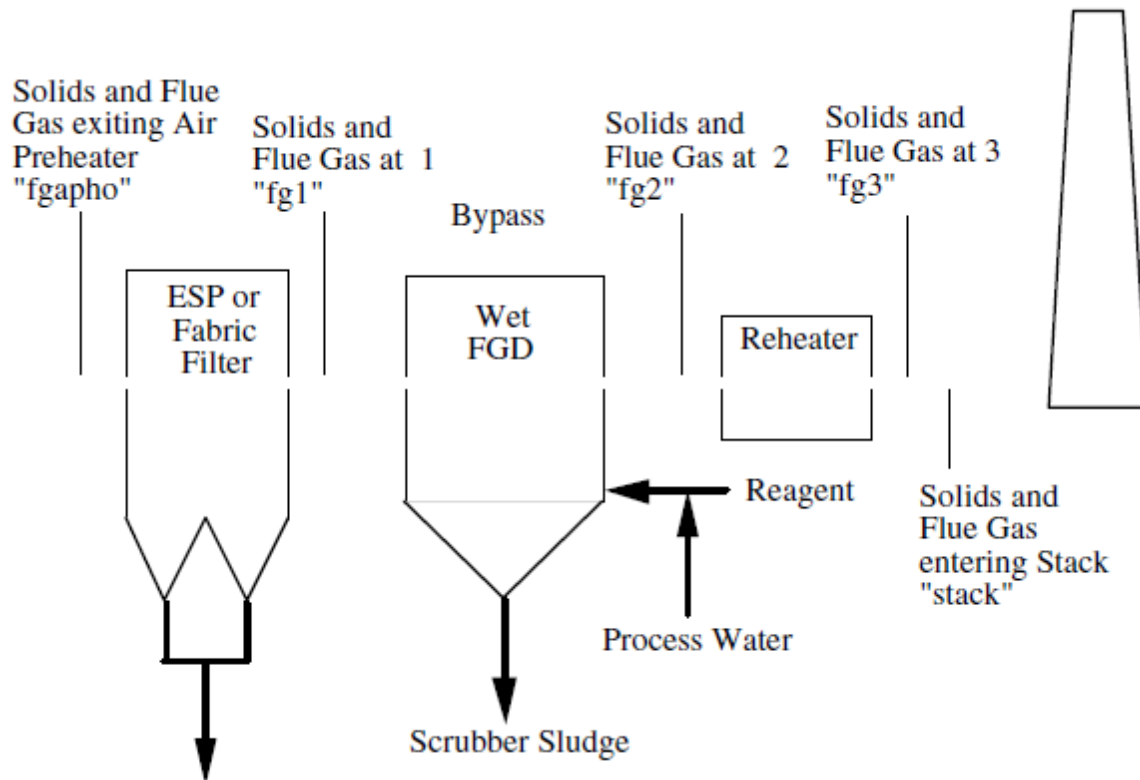 Solids and Flue
Gas exiting Air
Preheater
"fgapho"
Solids and
Flue Gas at  1
"fg1"
Bypass
Solids and
Flue Gas at  2
"fg2"
Solids and
Flue Gas at 3
"fg3"
ESP or
Fabric
Filter
Wet
FGD
Reheater
Reagent
Solids and
Flue Gas
entering Stack
"stack"
Process Water
Scrubber Sludge